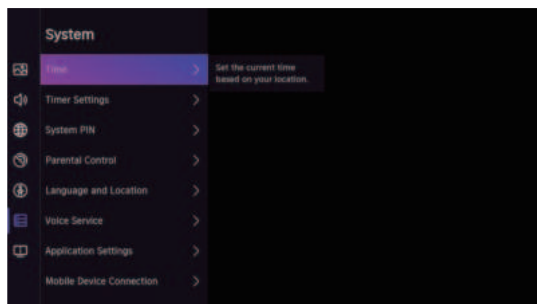 System
Time
Set the current time
based on your location.
Timer Settings
System PIN
Parental Control
Language and Location
Voice Service
Application Settings
Mobile Device Connection